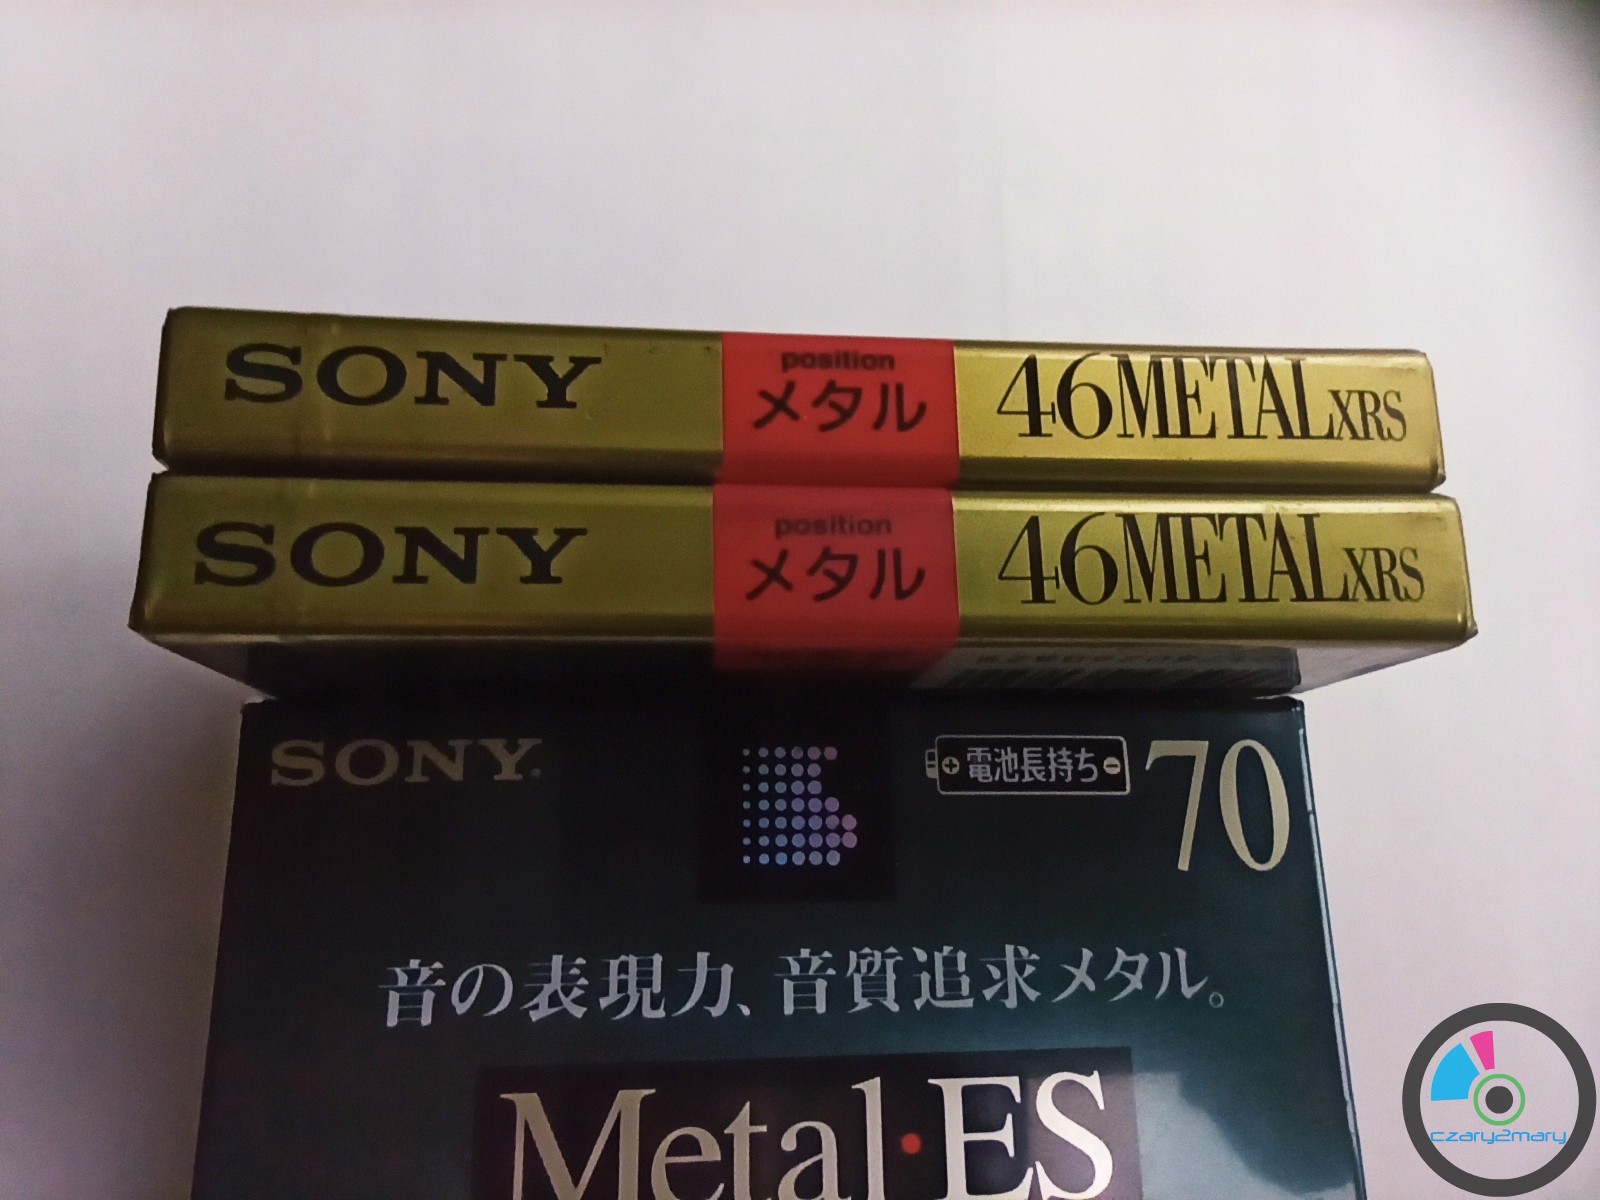 SONY position メタル 46METALXRS
SONY position メタル 46METALXRS
SONY. +電池長持ち- 70
音の表現力、音質追求メタル。
Metal・ES
czary2mary